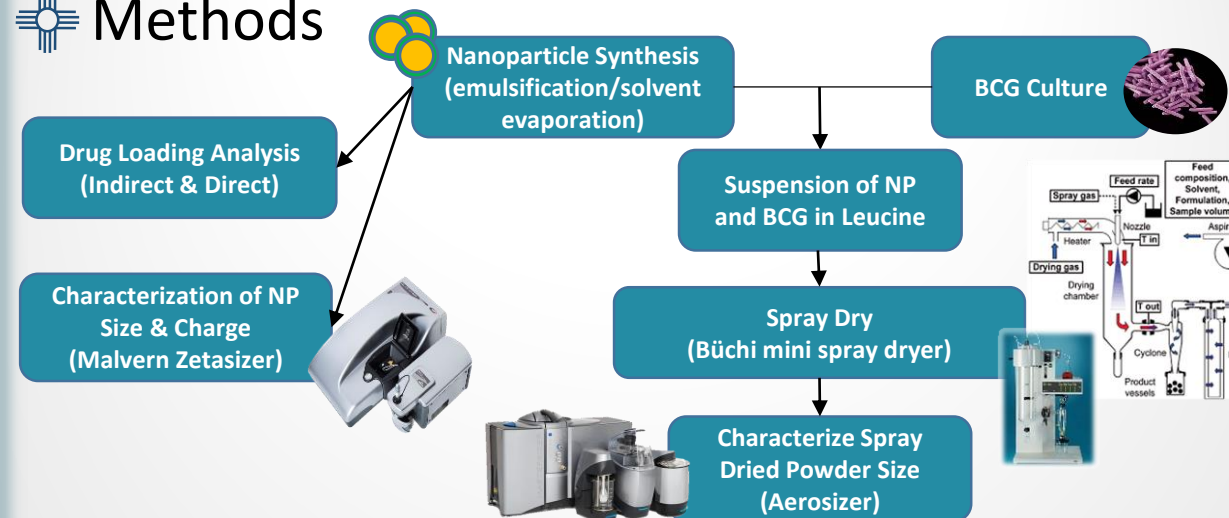 Methods
Nanoparticle Synthesis
(emulsification/solvent
evaporation)
BCG Culture
Drug Loading Analysis
(Indirect & Direct)
Suspension of NP
and BCG in Leucine
Characterization of NP
Size & Charge
(Malvern Zetasizer)
Spray Dry
(Büchi mini spray dryer)
Characterize Spray
Dried Powder Size
(Aerosizer)
Feed rate
Feed
composition,
Solvent,
Formulation,
Sample volum
Spray gas
Nozzle
Aspir
Heater
T in
Drying gas
Drying
chamber
T out
Cyclone
Product
vessels